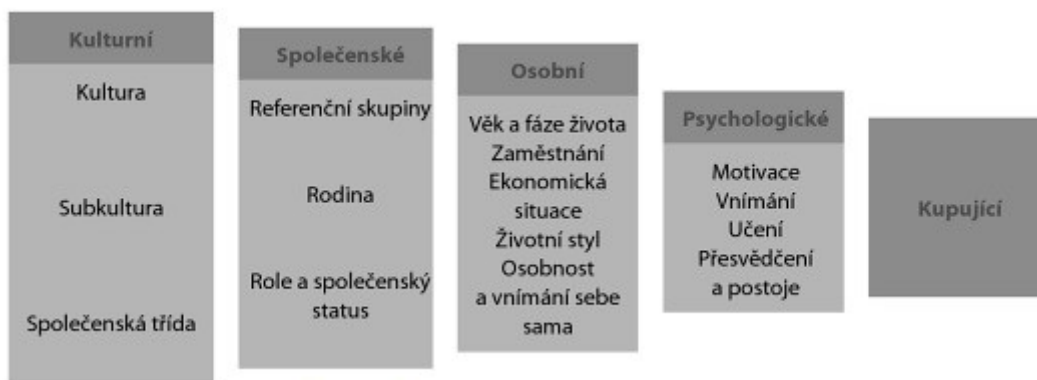 Kulturní
Kultura
Subkultura
Společenská třída
Společenské
Referenční skupiny
Rodina
Role a společenský
status
Osobní
Věk a fáze života
Zaměstnání
Ekonomická
situace
Životní styl
Osobnost
a vnímání sebe
sama
Psychologické
Motivace
Vnímání
Učení
Přesvědčení
a postoje
Kupující